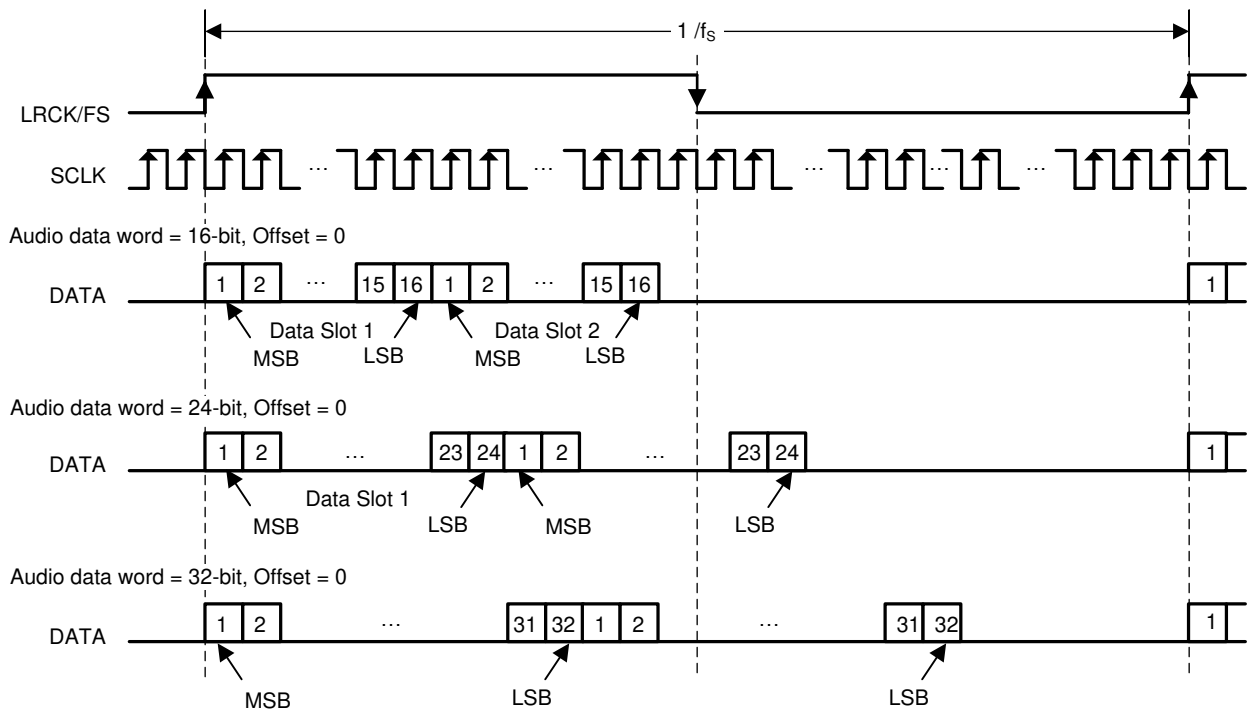 1 /fS
LRCK/FS
SCLK … … … … …
Audio data word = 16-bit, Offset = 0
DATA 1 2 … 15 16 1 2 … 15 16 1
Data Slot 1 Data Slot 2
MSB LSB MSB LSB
Audio data word = 24-bit, Offset = 0
DATA 1 2 … 23 24 1 2 … 23 24 1
Data Slot 1
MSB LSB MSB LSB
Audio data word = 32-bit, Offset = 0
DATA 1 2 … 31 32 1 2 … 31 32 1
MSB LSB LSB